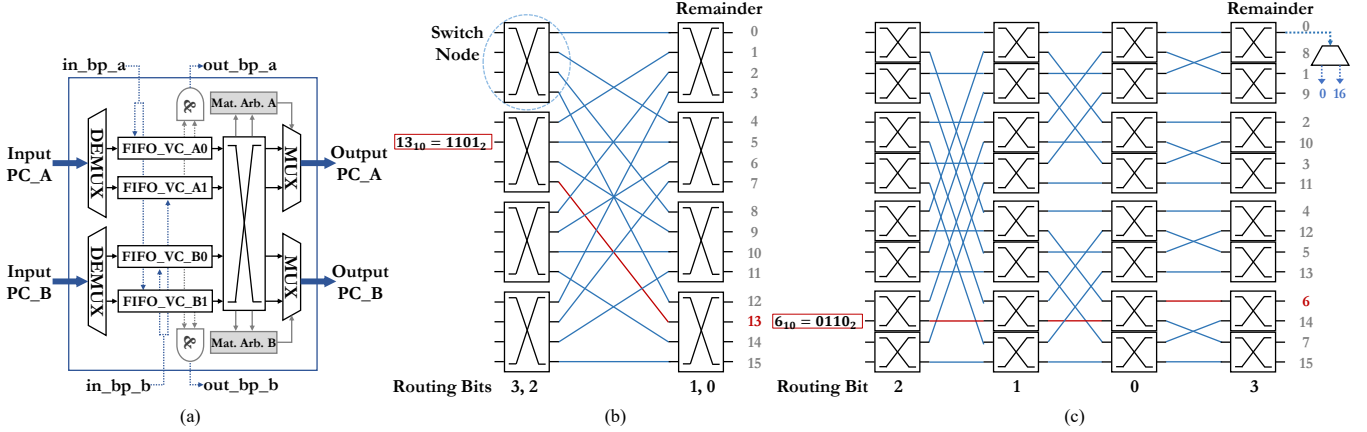 in_bp_a
out_bp_a
Mat. Arb. A
&
DEMUX
FIFO_VC_A0
MUX
Input
PC_A
Output
PC_A
FIFO_VC_A1
DEMUX
FIFO_VC_B0
MUX
Input
PC_B
Output
PC_B
FIFO_VC_B1
&
Mat. Arb. B
in_bp_b
out_bp_b
(a)
Remainder
Switch
Node
0
1
2
3
4
13₁₀ = 1101₂
5
6
7
8
9
10
11
12
13
14
15
Routing Bits
3, 2
1, 0
(b)
Remainder
0
8
1
9
0 16
2
10
3
11
4
12
5
13
6
6₁₀ = 0110₂
14
7
15
Routing Bit
2
1
0
3
(c)